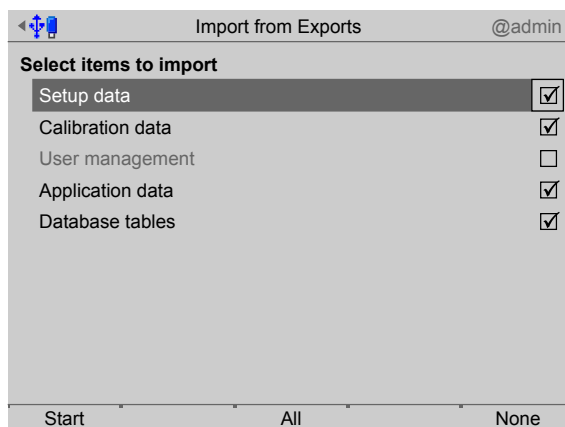 Import from Exports @admin
Select items to import
Setup data
Calibration data
User management
Application data
Database tables
Start All None